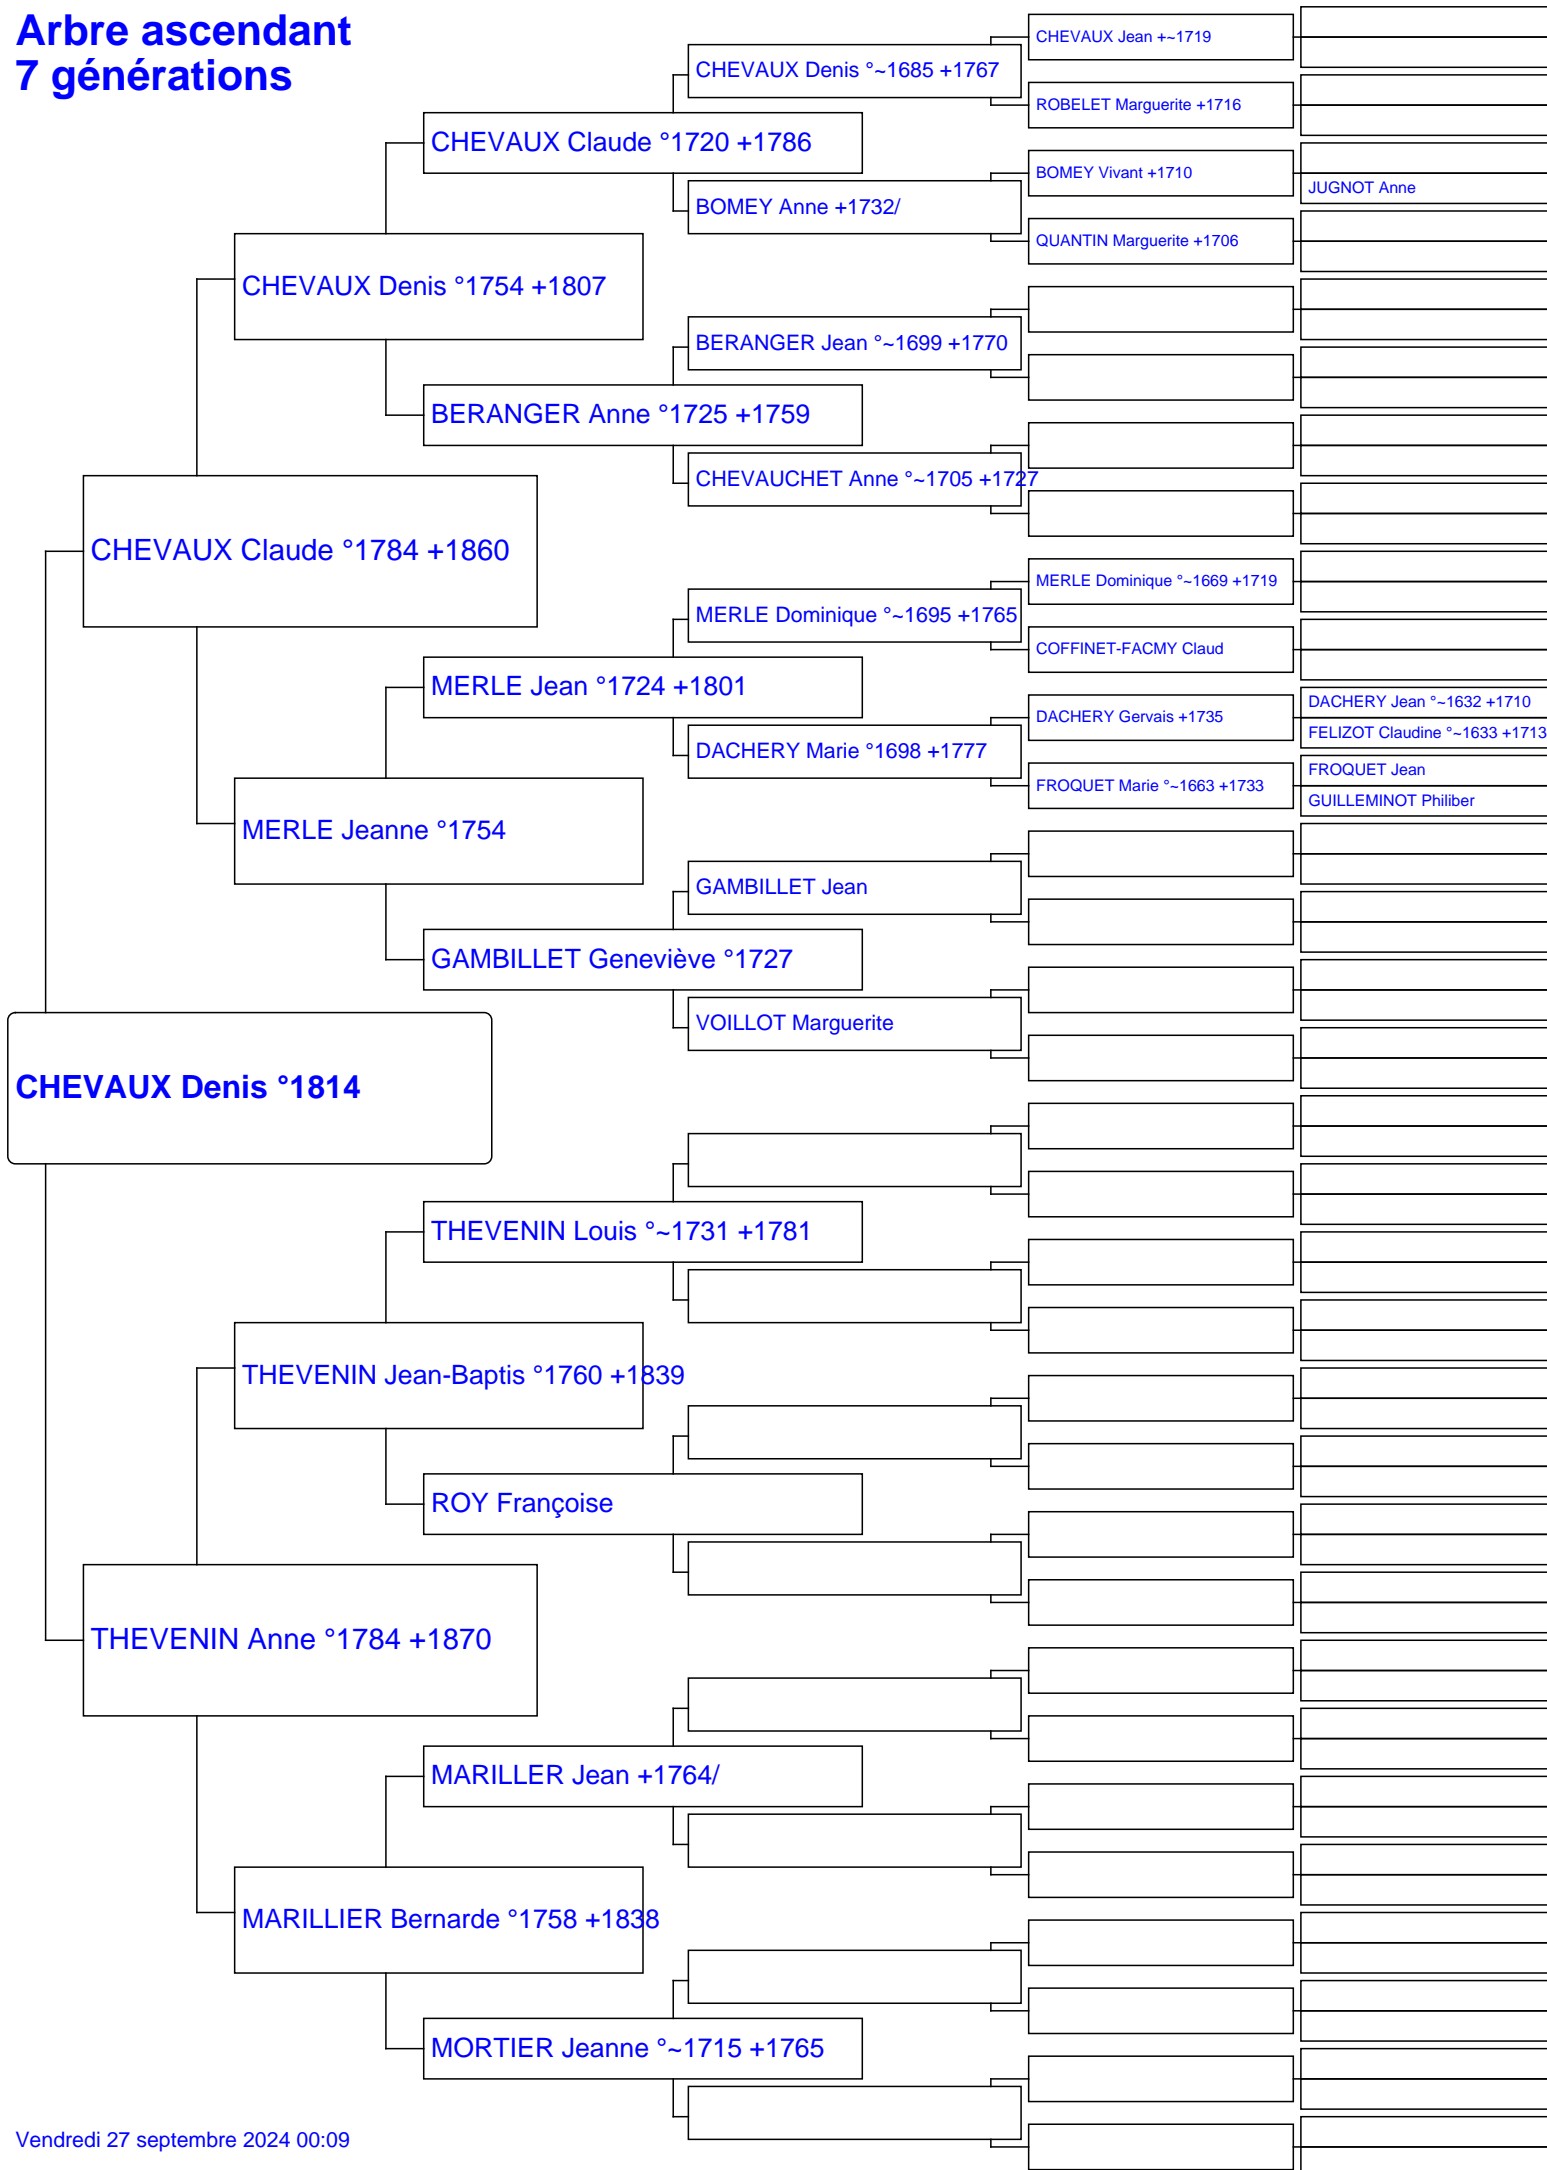 Arbre ascendant
7 générations
CHEVAUX Jean +~1719
CHEVAUX Denis °~1685 +1767
ROBELET Marguerite +1716
CHEVAUX Claude °1720 +1786
BOMEY Vivant +1710
JUGNOT Anne
BOMEY Anne +1732/
QUANTIN Marguerite +1706
CHEVAUX Denis °1754 +1807
BERANGER Jean °~1699 +1770
BERANGER Anne °1725 +1759
CHEVAUCHET Anne °~1705 +1727
CHEVAUX Claude °1784 +1860
MERLE Dominique °~1669 +1719
MERLE Dominique °~1695 +1765
COFFINET-FACMY Claud
MERLE Jean °1724 +1801
DACHERY Jean °~1632 +1710
DACHERY Gervais +1735
FELIZOT Claudine °~1633 +1713
DACHERY Marie °1698 +1777
FROQUET Jean
FROQUET Marie °~1663 +1733
GUILLEMINOT Philiber
MERLE Jeanne °1754
GAMBILLET Jean
GAMBILLET Geneviève °1727
VOILLOT Marguerite
CHEVAUX Denis °1814
THEVENIN Louis °~1731 +1781
THEVENIN Jean-Baptis °1760 +1839
ROY Françoise
THEVENIN Anne °1784 +1870
MARILLER Jean +1764/
MARILLIER Bernarde °1758 +1838
MORTIER Jeanne °~1715 +1765
Vendredi 27 septembre 2024 00:09